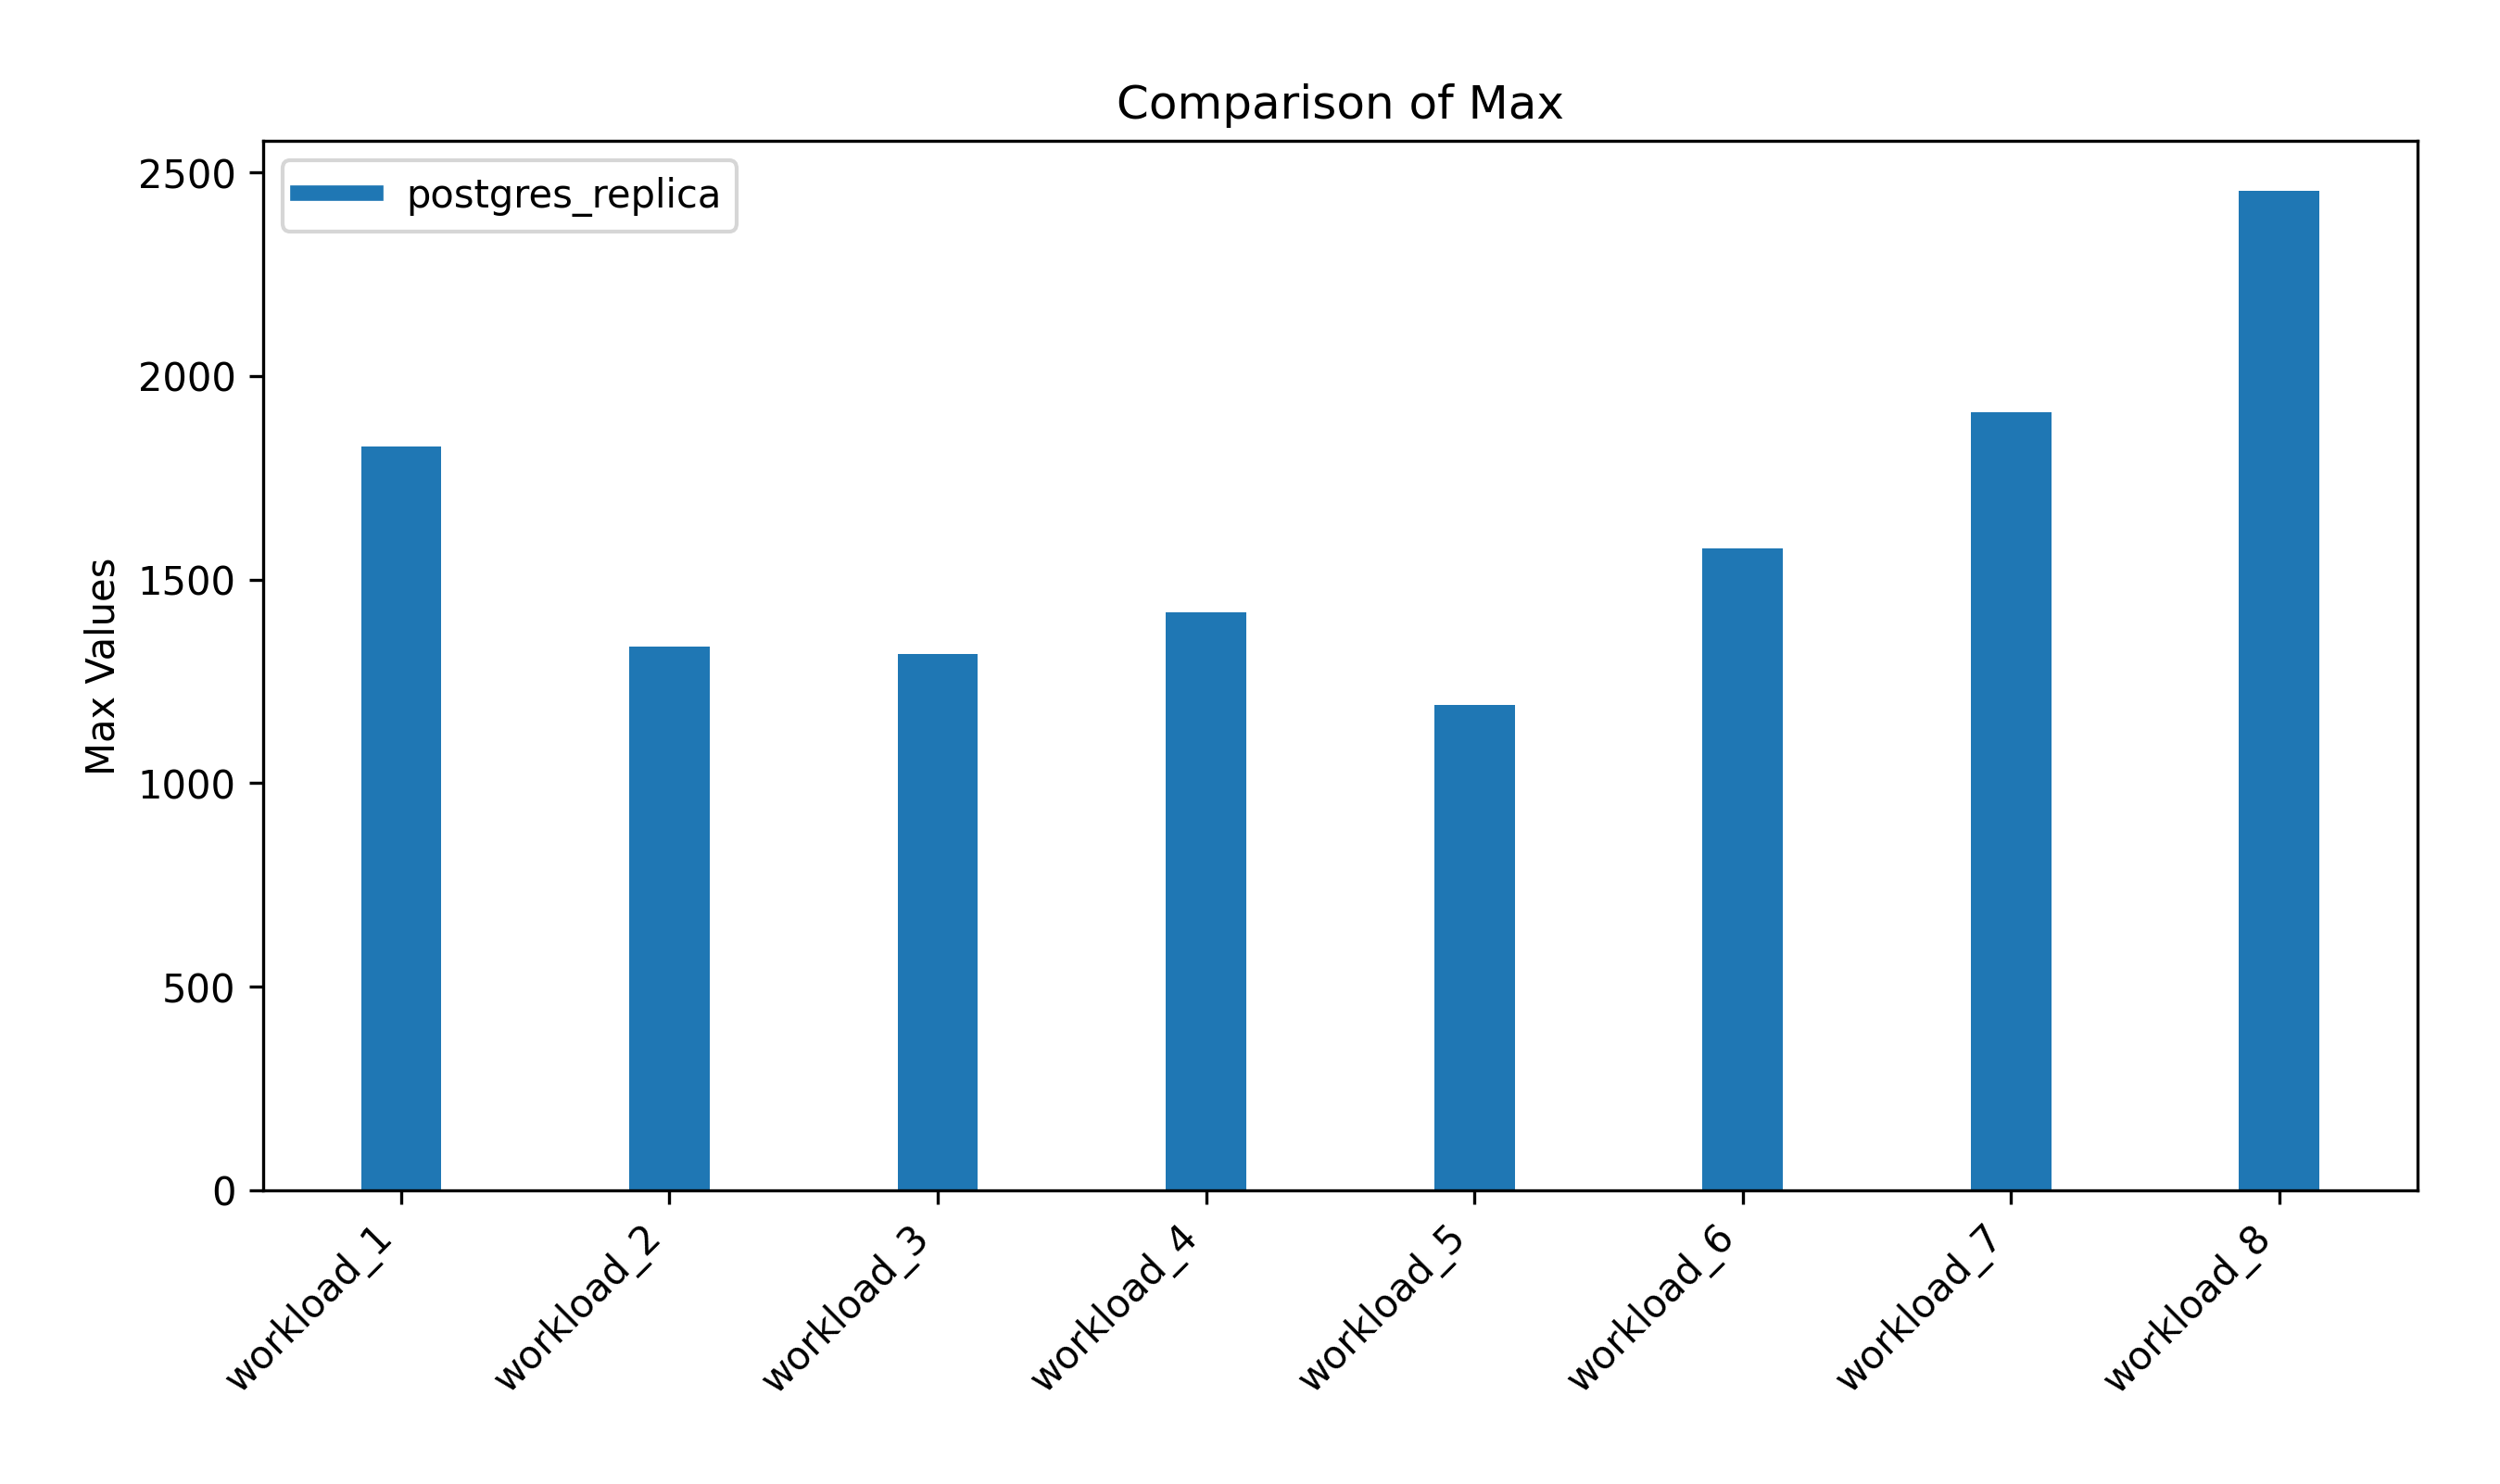 Comparison of Max
postgres_replica
Max Values
2500
2000
1500
1000
500
0
workload_1
workload_2
workload_3
workload_4
workload_5
workload_6
workload_7
workload_8